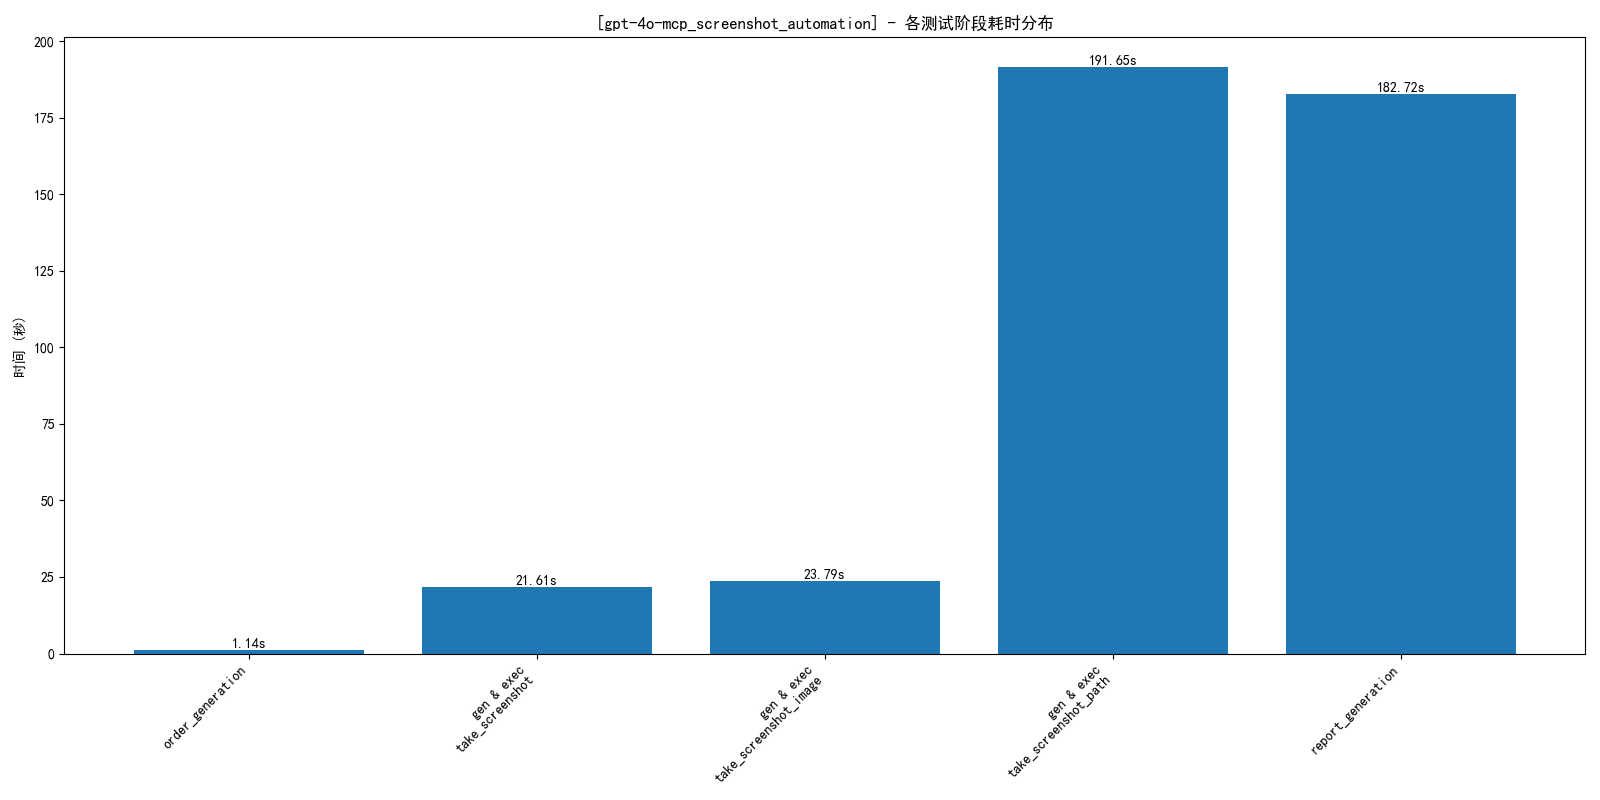 [gpt-4o-mcp_screenshot_automation] - 各测试阶段耗时分布
时间 (秒)
200
175
150
125
100
75
50
25
0
1.14s
21.61s
23.79s
191.65s
182.72s
order_generation
gen & exec
take_screenshot
gen & exec
take_screenshot_image
gen & exec
take_screenshot_path
report_generation